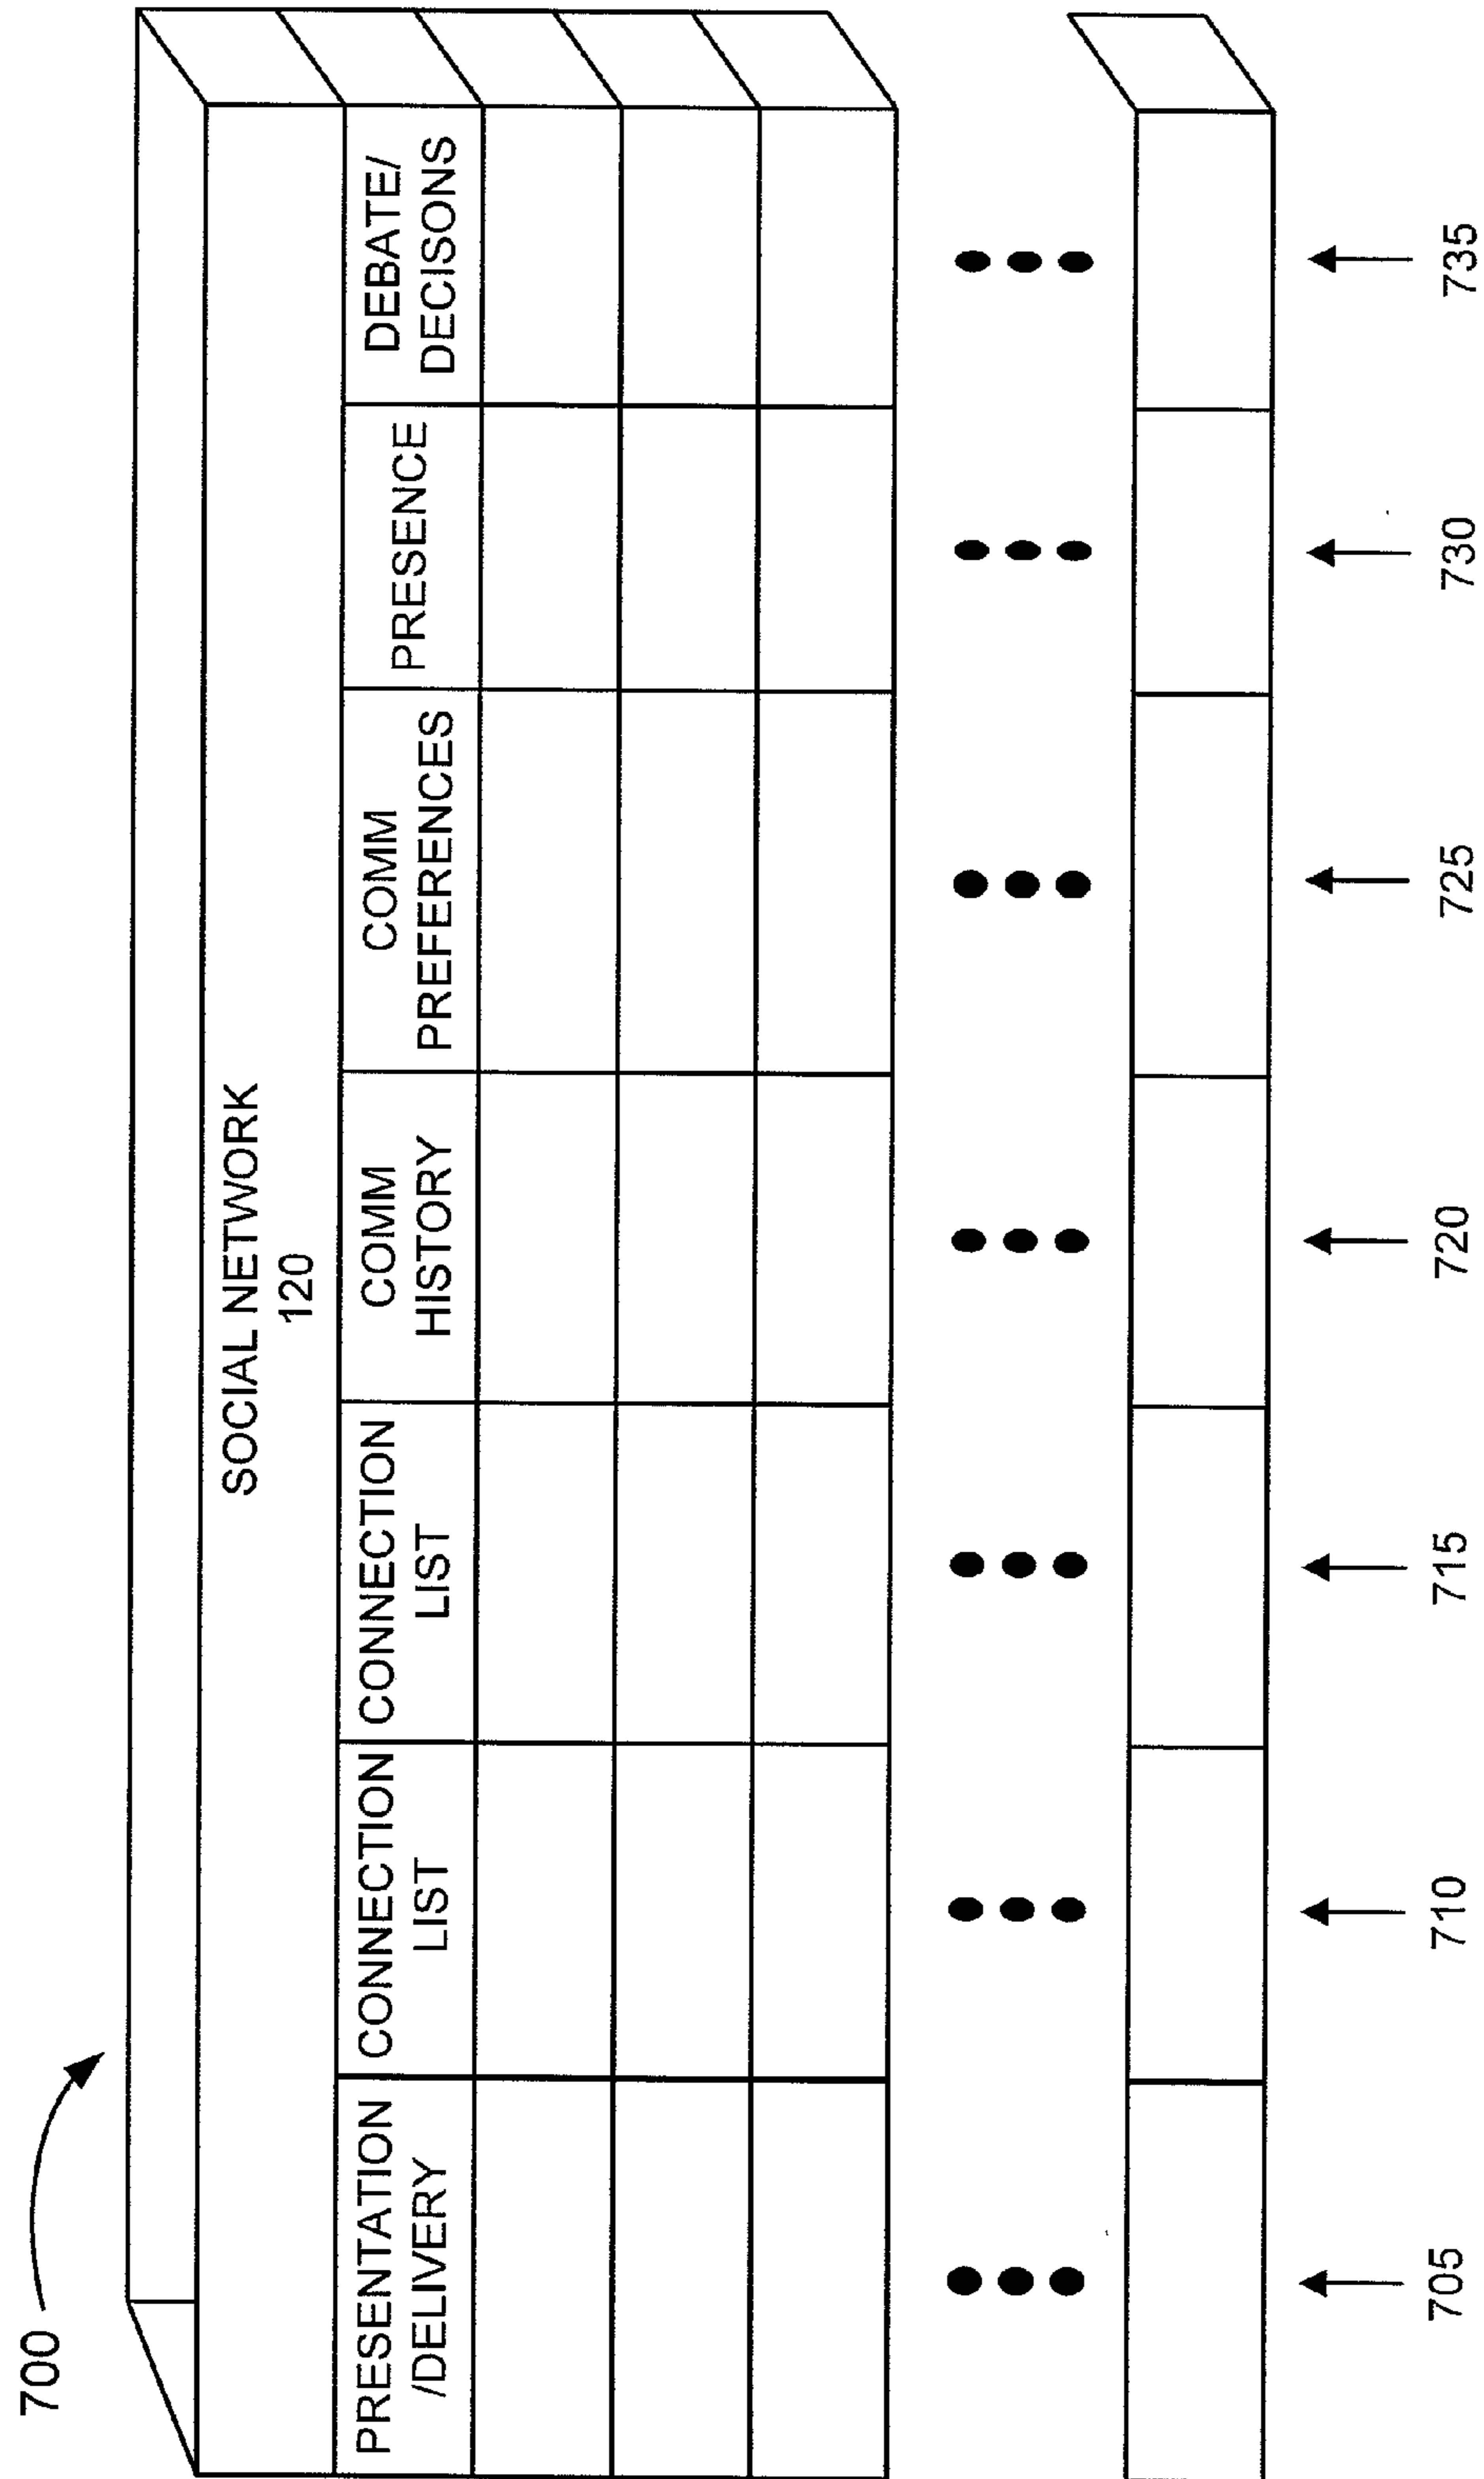 700
SOCIAL NETWORK
120
PRESENTATION
/DELIVERY
CONNECTION
LIST
CONNECTION
LIST
COMM
HISTORY
COMM
PREFERENCES
PRESENCE
DEBATE/
DECISONS
705
710
715
720
725
730
735